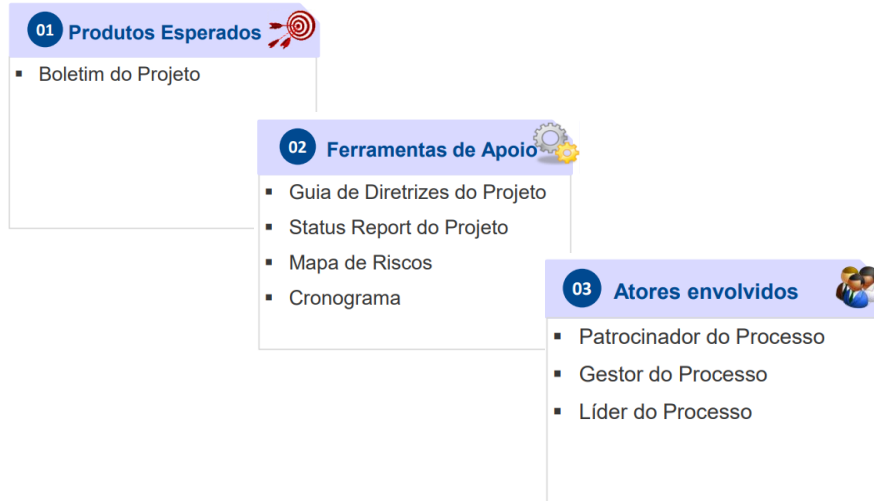 01 Produtos Esperados
▪ Boletim do Projeto
02 Ferramentas de Apoio
▪ Guia de Diretrizes do Projeto
▪ Status Report do Projeto
▪ Mapa de Riscos
▪ Cronograma
03 Atores envolvidos
▪ Patrocinador do Processo
▪ Gestor do Processo
▪ Líder do Processo